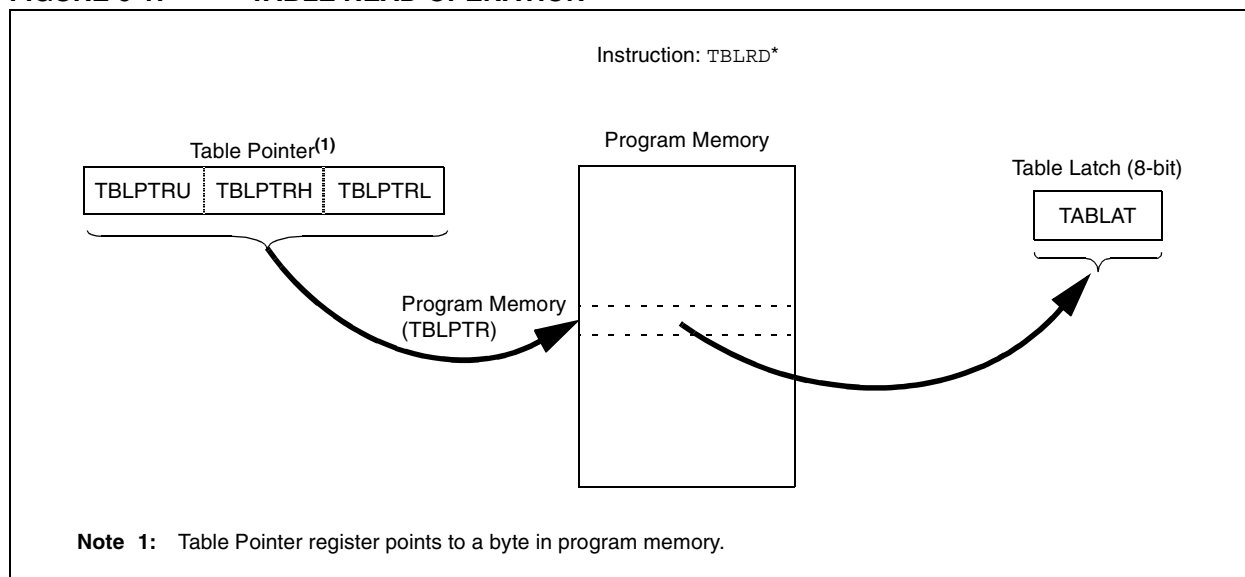 Instruction: TBLRD*
Table Pointer(1)
TBLPTRU TBLPTRH TBLPTRL
Program Memory
Table Latch (8-bit)
TABLAT
Program Memory
(TBLPTR)
Note 1: Table Pointer register points to a byte in program memory.